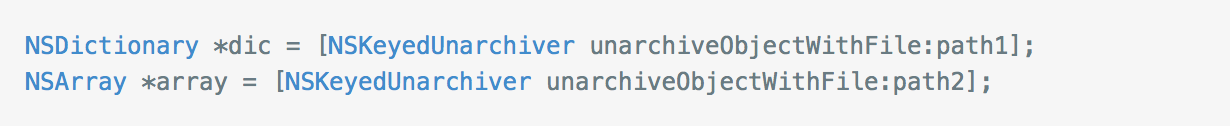 NSDictionary *dic = [NSKeyedUnarchiver unarchiveObjectWithFile:path1];
NSArray *array = [NSKeyedUnarchiver unarchiveObjectWithFile:path2];